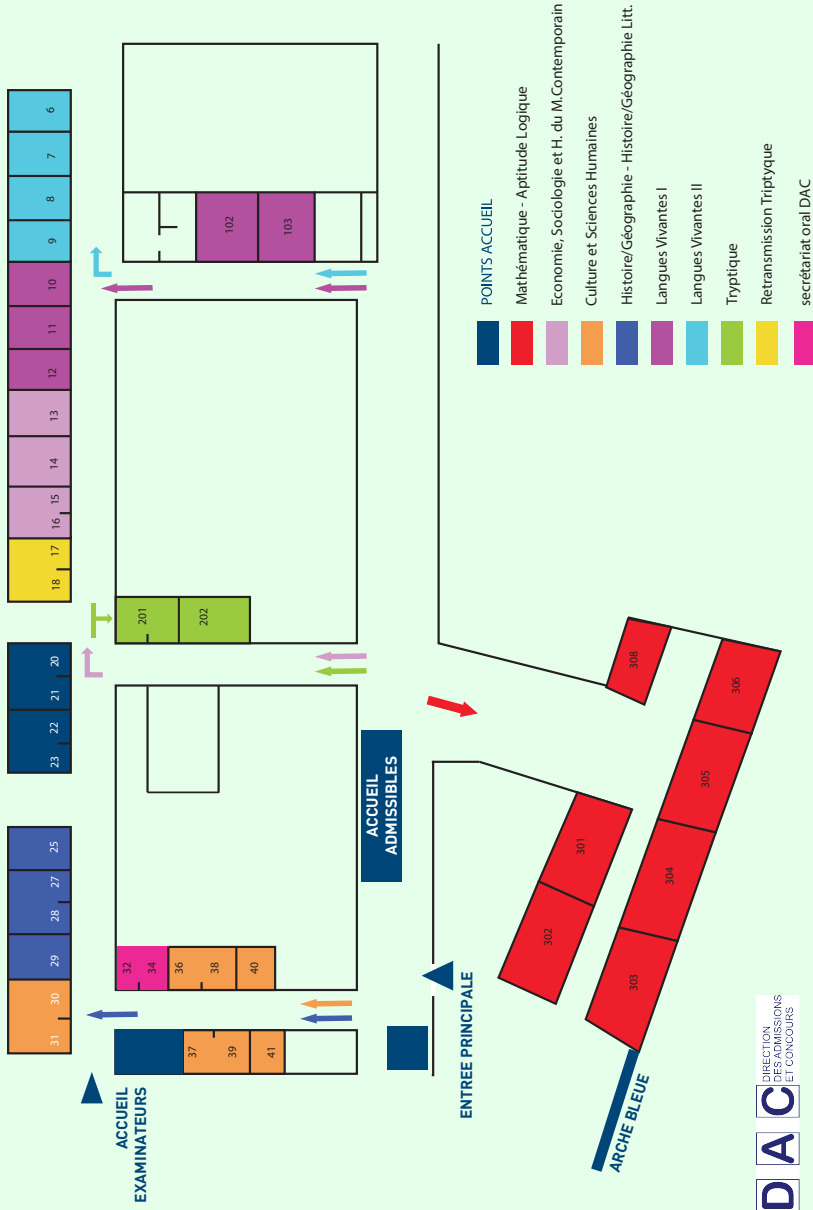 31 30 29 28 27 25 23 22 21 20 18 17 16 15 14 13 12 11 10 9 8 7 6
ACCUEIL
EXAMINATEURS
37
39
41
32
34
36
38
40
201
202
102
103
ACCUEIL
ADMISSIBLES
ENTREE PRINCIPALE
302
301
303
304
305
306
308
ARCHE BLEUE
POINTS ACCUEIL
Mathématique - Aptitude Logique
Economie, Sociologie et H. du M.Contemporain
Culture et Sciences Humaines
Histoire/Géographie - Histoire/Géographie Litt.
Langues Vivantes I
Langues Vivantes II
Tryptique
Retransmission Triptyque
secrétariat oral DAC
DAC
DIRECTION
DES ADMISSIONS
ET CONCOURS